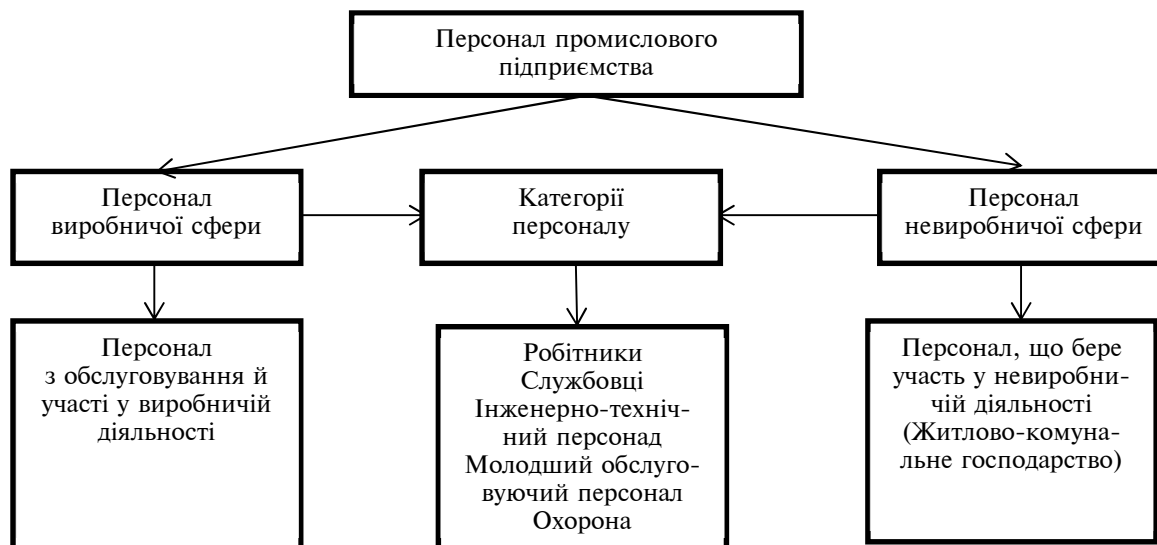 Персонал промислового
підприємства
Персонал
виробничої сфери
Категорії
персоналу
Персонал
невиробничої сфери
Персонал
з обслуговування й
участі у виробничій
діяльності
Робітники
Службовці
Інженерно-техніч-
ний персонад
Молодший обслуго-
вуючий персонал
Охорона
Персонал, що бере
участь у невиробни-
чій діяльності
(Житлово-комуна-
льне господарство)